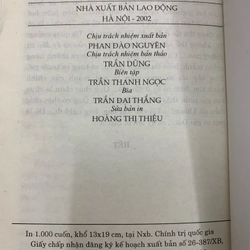 NHÀ XUẤT BẢN LAO ĐỘNG
HÀ NỘI - 2002
Chịu trách nhiệm xuất bản
PHAN ĐÀO NGUYÊN
Chịu trách nhiệm bản thảo
TRẦN DŨNG
Biên tập
TRẦN THANH NGỌC
Bìa
TRẦN ĐẠI THẮNG
Sửa bản in
HOÀNG THỊ THIỆU
In 1.000 cuốn, khổ 13x19 cm, tại Nxb. Chính trị quốc gia
Giấy chấp nhận đăng ký kế hoạch xuất bản số 26-387/XB.